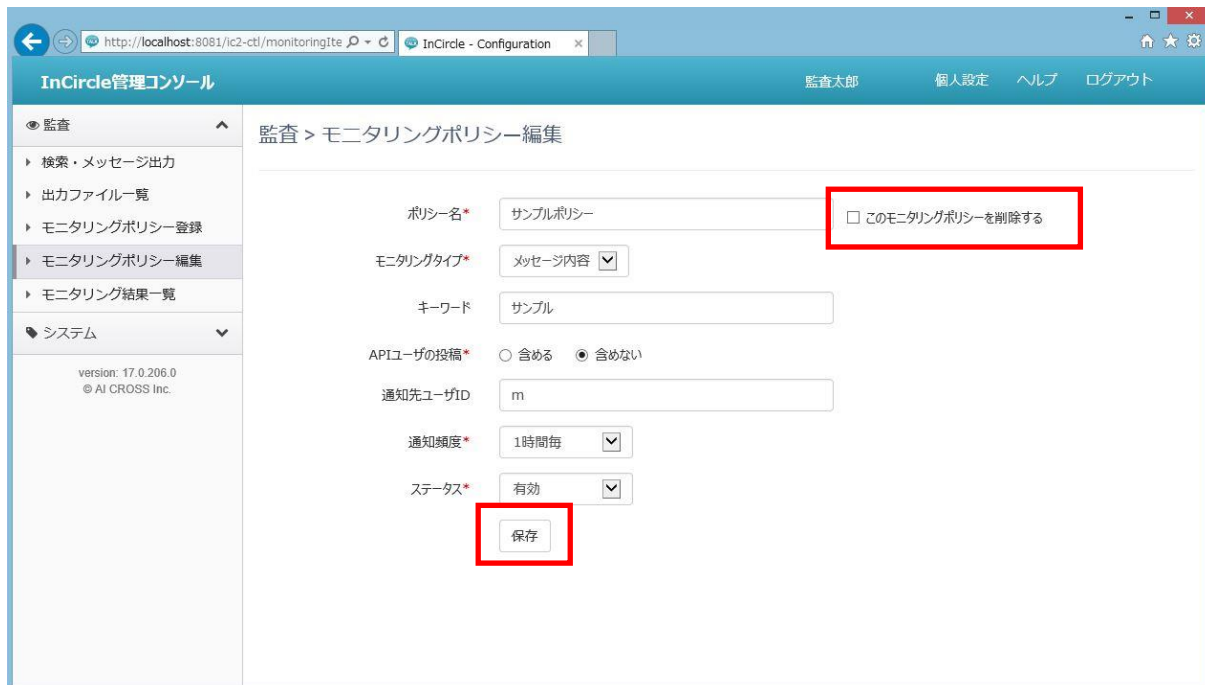 http://localhost:8081/ic2-ctl/monitoringIte
InCircle - Configuration
InCircle管理コンソール
監査太郎 個人設定 ヘルプ ログアウト
監査
検索・メッセージ出力
出力ファイル一覧
モニタリングポリシー登録
モニタリングポリシー編集
モニタリング結果一覧
システム
version: 17.0.206.0
© AI CROSS Inc.
監査 > モニタリングポリシー編集
ポリシー名* サンプルポリシー このモニタリングポリシーを削除する
モニタリングタイプ* メッセージ内容
キーワード サンプル
APIユーザの投稿* 含める 含めない
通知先ユーザID m
通知頻度* 1時間毎
ステータス* 有効
保存